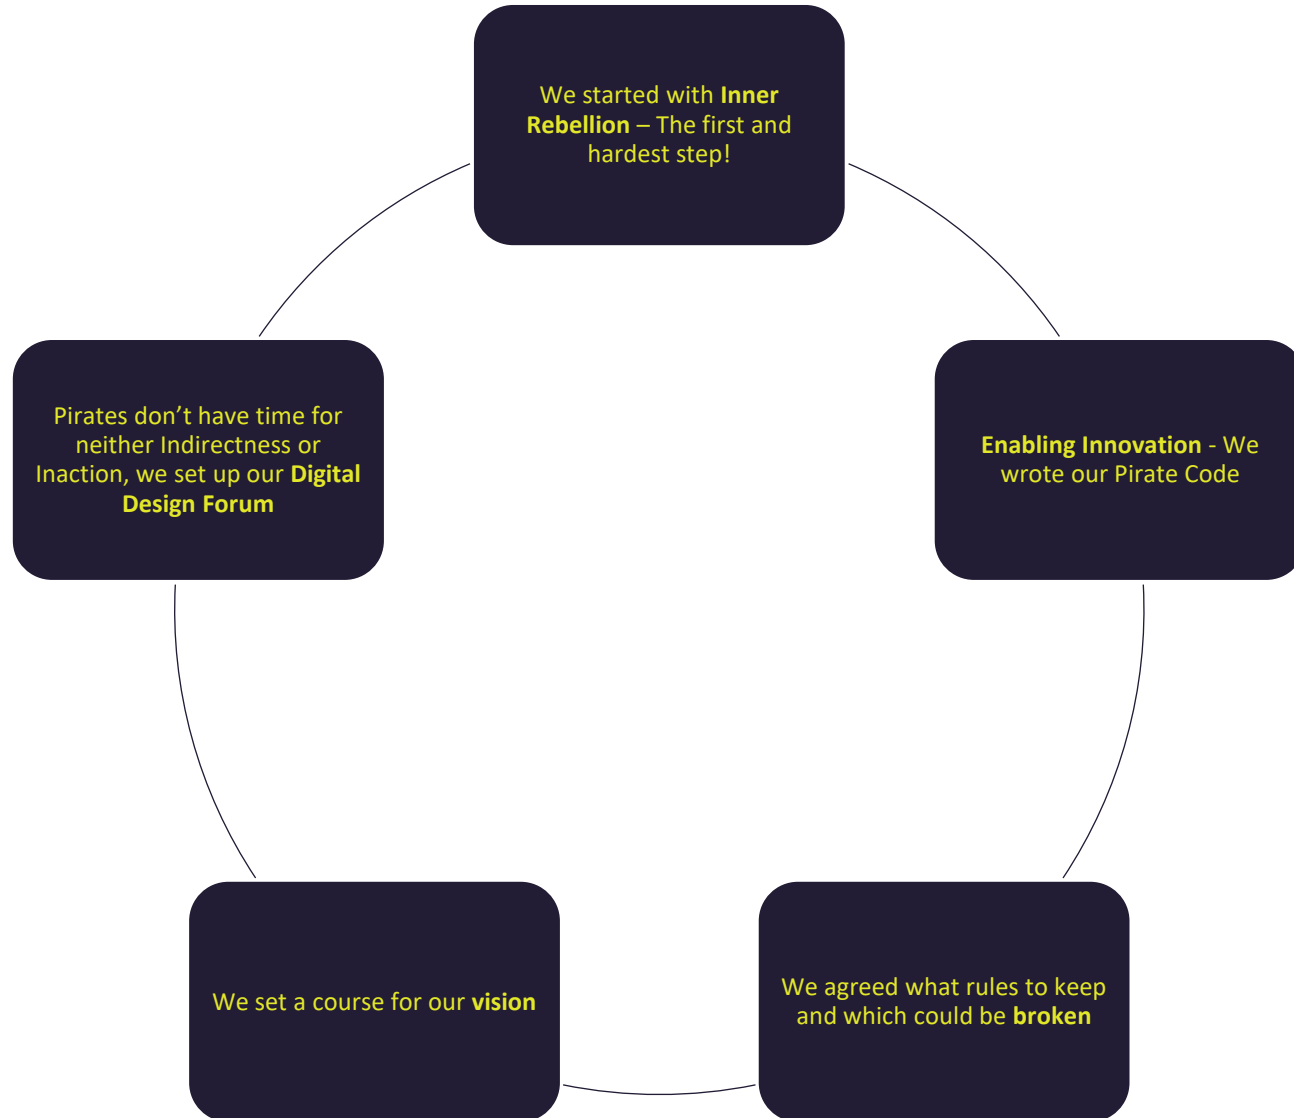 We started with Inner
Rebellion – The first and
hardest step!
Enabling Innovation - We
wrote our Pirate Code
We agreed what rules to keep
and which could be broken
We set a course for our vision
Pirates don’t have time for
neither Indirectness or
Inaction, we set up our Digital
Design Forum